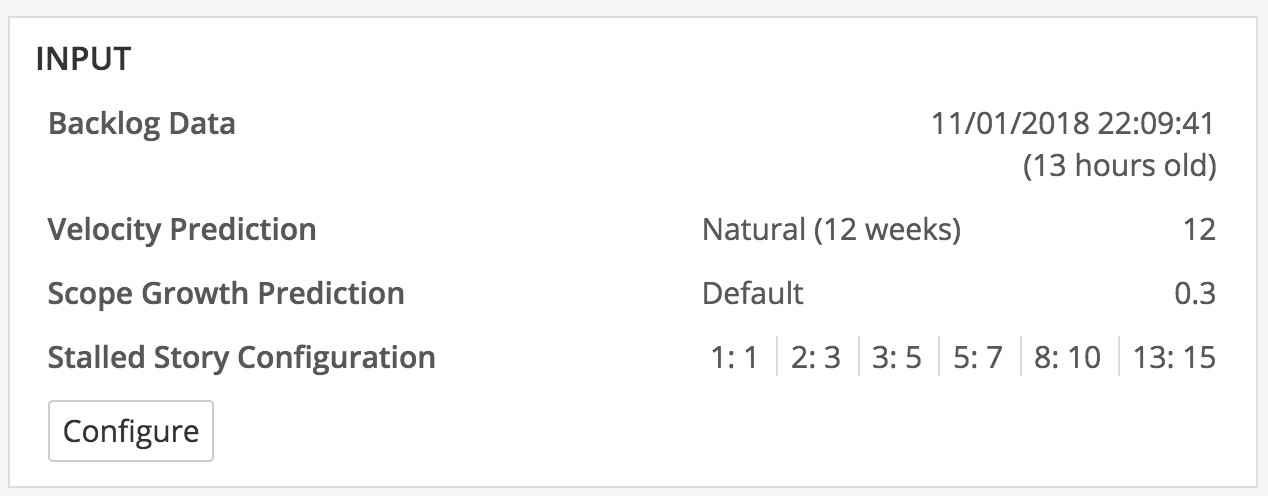 INPUT
Backlog Data 11/01/2018 22:09:41
(13 hours old)
Velocity Prediction Natural (12 weeks) 12
Scope Growth Prediction Default 0.3
Stalled Story Configuration 1: 1 2: 3 3: 5 5: 7 8: 10 13: 15
Configure